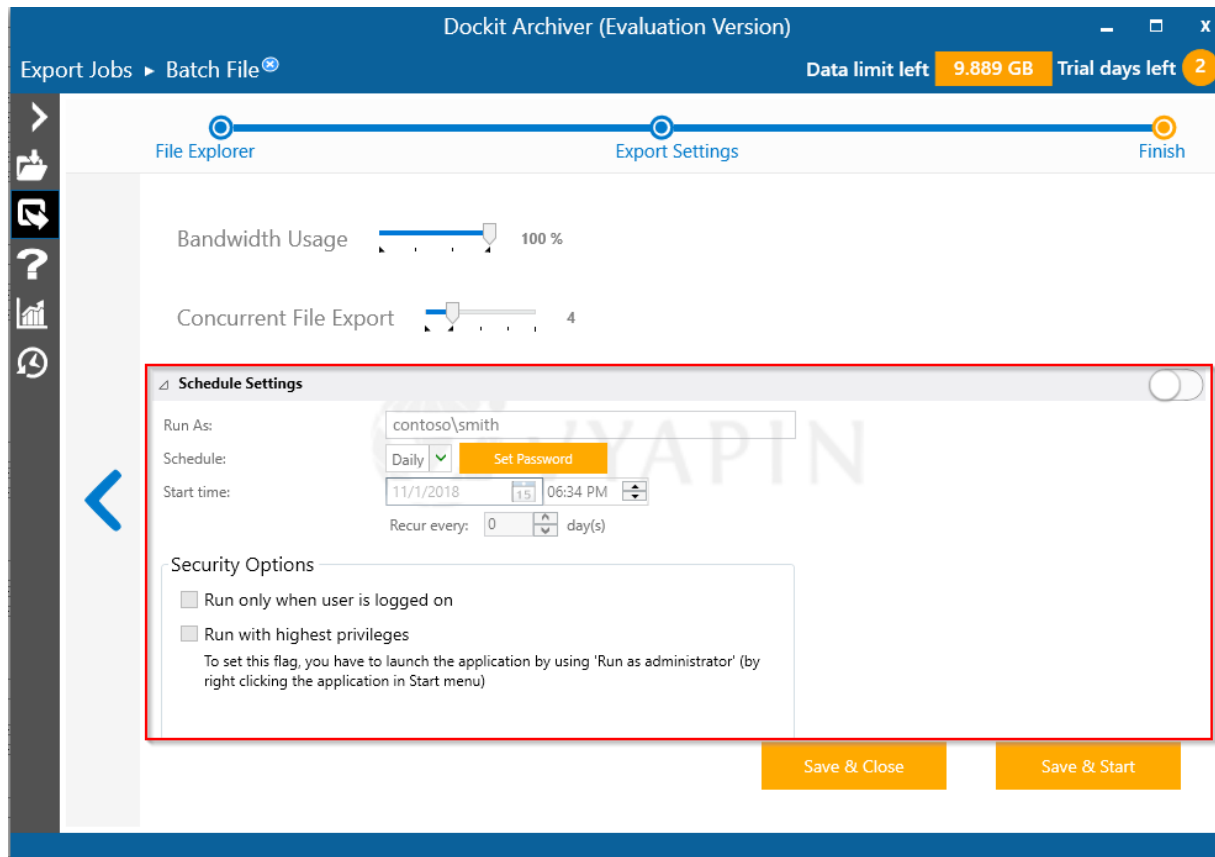 Dockit Archiver (Evaluation Version)
Export Jobs ▸ Batch File
Data limit left 9.889 GB Trial days left 2
File Explorer Export Settings Finish
Bandwidth Usage 100 %
Concurrent File Export 4
Schedule Settings
VYAPIN
Run As: contoso\smith
Schedule: Daily Set Password
Start time: 11/1/2018 15 06:34 PM
Recur every: 0 day(s)
Security Options
Run only when user is logged on
Run with highest privileges
To set this flag, you have to launch the application by using 'Run as administrator' (by
right clicking the application in Start menu)
Save & Close Save & Start